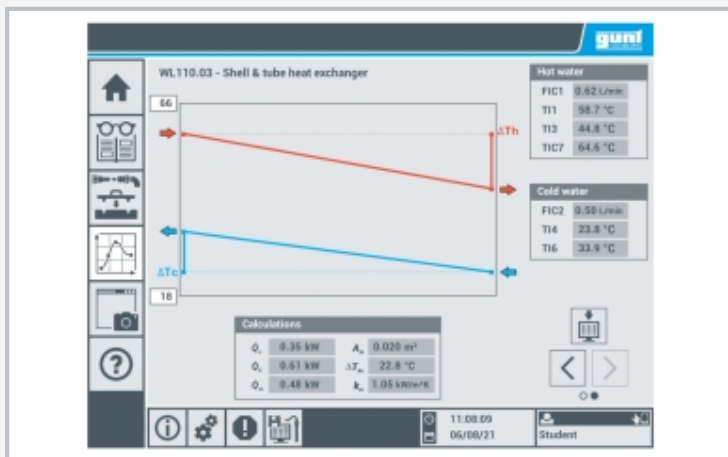 gunt
WL110.03 - Shell & tube heat exchanger
66
ΔTh
ΔTc
18
Hot water
FIC1 0.62 L/min
TI1 58.7 °C
TI3 44.8 °C
TIC7 64.6 °C
Cold water
FIC2 0.50 L/min
TI4 23.8 °C
TI6 33.9 °C
Calculations
0.35 kW A 0.020 m²
0.61 kW ΔT 22.8 °C
0.48 kW k 1.05 kW/m²K
11:08:09
06/08/21
Student